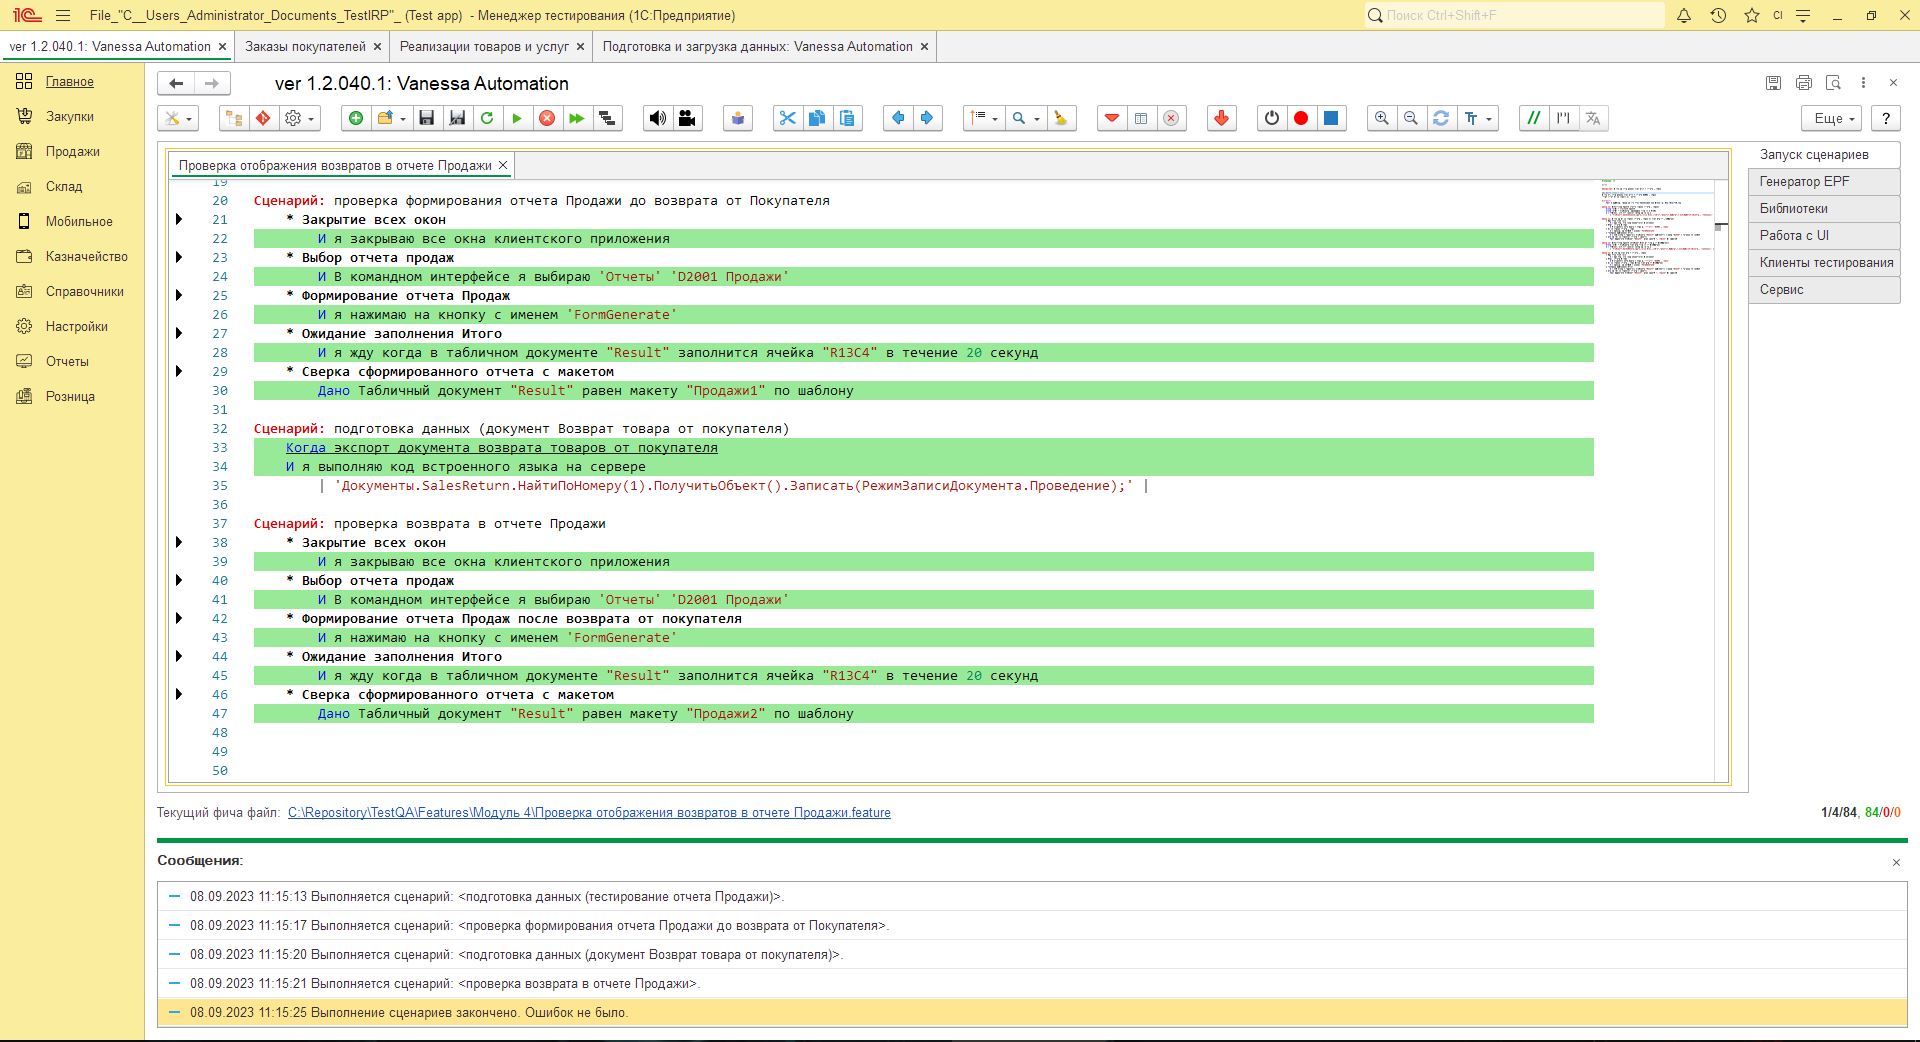 File_"C__Users_Administrator_Documents_TestIRP"_ (Test app) - Менеджер тестирования (1С:Предприятие)
Поиск Ctrl+Shift+F
CI
ver 1.2.040.1: Vanessa Automation
Заказы покупателей
Реализации товаров и услуг
Подготовка и загрузка данных: Vanessa Automation
Главное
Закупки
Продажи
Склад
Мобильное
Казначейство
Справочники
Настройки
Отчеты
Розница
ver 1.2.040.1: Vanessa Automation
Еще
?
Проверка отображения возвратов в отчете Продажи
19
20 Сценарий: проверка формирования отчета Продажи до возврата от Покупателя
21 * Закрытие всех окон
22 И я закрываю все окна клиентского приложения
23 * Выбор отчета продаж
24 И В командном интерфейсе я выбираю 'Отчеты' 'D2001 Продажи'
25 * Формирование отчета Продаж
26 И я нажимаю на кнопку с именем 'FormGenerate'
27 * Ожидание заполнения Итого
28 И я жду когда в табличном документе "Result" заполнится ячейка "R13C4" в течение 20 секунд
29 * Сверка сформированного отчета с макетом
30 Дано Табличный документ "Result" равен макету "Продажи1" по шаблону
31
32 Сценарий: подготовка данных (документ Возврат товара от покупателя)
33 Когда экспорт документа возврата товаров от покупателя
34 И я выполняю код встроенного языка на сервере
35 | 'Документы.SalesReturn.НайтиПоНомеру(1).ПолучитьОбъект().Записать(РежимЗаписиДокумента.Проведение);' |
36
37 Сценарий: проверка возврата в отчете Продажи
38 * Закрытие всех окон
39 И я закрываю все окна клиентского приложения
40 * Выбор отчета продаж
41 И В командном интерфейсе я выбираю 'Отчеты' 'D2001 Продажи'
42 * Формирование отчета Продаж после возврата от покупателя
43 И я нажимаю на кнопку с именем 'FormGenerate'
44 * Ожидание заполнения Итого
45 И я жду когда в табличном документе "Result" заполнится ячейка "R13C4" в течение 20 секунд
46 * Сверка сформированного отчета с макетом
47 Дано Табличный документ "Result" равен макету "Продажи2" по шаблону
48
49
50
Запуск сценариев
Генератор EPF
Библиотеки
Работа с UI
Клиенты тестирования
Сервис
Текущий фича файл: C:\Repository\TestQA\Features\Модуль 4\Проверка отображения возвратов в отчете Продажи.feature
1/4/84, 84/0/0
Сообщения:
08.09.2023 11:15:13 Выполняется сценарий: <подготовка данных (тестирование отчета Продажи)>.
08.09.2023 11:15:17 Выполняется сценарий: <проверка формирования отчета Продажи до возврата от Покупателя>.
08.09.2023 11:15:20 Выполняется сценарий: <подготовка данных (документ Возврат товара от покупателя)>.
08.09.2023 11:15:21 Выполняется сценарий: <проверка возврата в отчете Продажи>.
08.09.2023 11:15:25 Выполнение сценариев закончено. Ошибок не было.